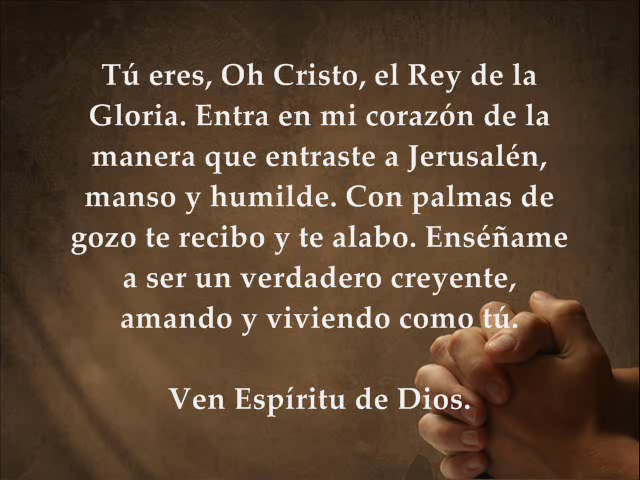 Tú eres, Oh Cristo, el Rey de la
Gloria. Entra en mi corazón de la
manera que entraste a Jerusalén,
manso y humilde. Con palmas de
gozo te recibo y te alabo. Enséñame
a ser un verdadero creyente,
amando y viviendo como tú.
Ven Espíritu de Dios.